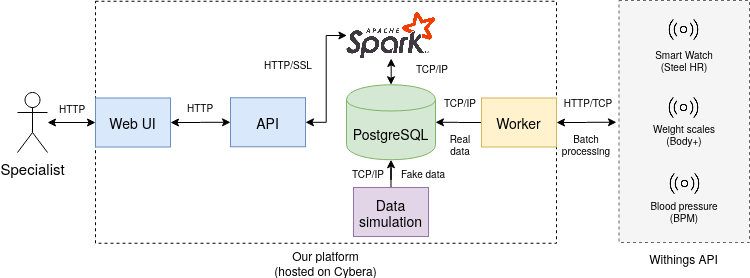 APACHE
Spark
HTTP/SSL
TCP/IP
Smart Watch
(Steel HR)
HTTP
HTTP
TCP/IP
HTTP/TCP
Specialist
Web UI
API
PostgreSQL
Worker
Real
data
Batch
processing
Weight scales
(Body+)
TCP/IP
Fake data
Data
simulation
Blood pressure
(BPM)
Our platform
(hosted on Cybera)
Withings API